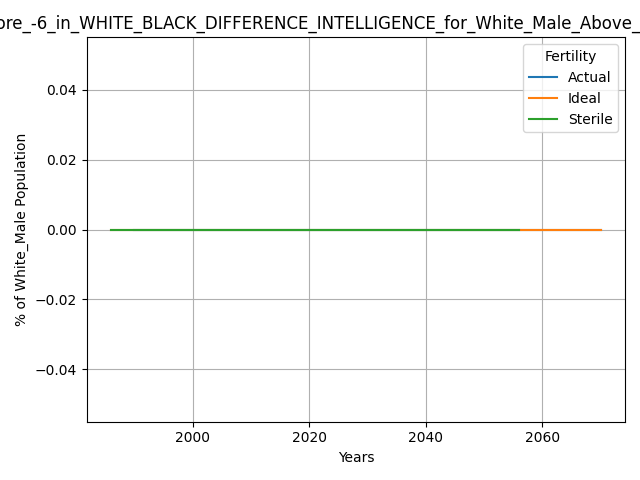 ore_-6_in_WHITE_BLACK_DIFFERENCE_INTELLIGENCE_for_White_Male_Above_
Fertility
Actual
Ideal
Sterile
% of White_Male Population
0.04
0.02
0.00
−0.02
−0.04
2000
2020
2040
2060
Years